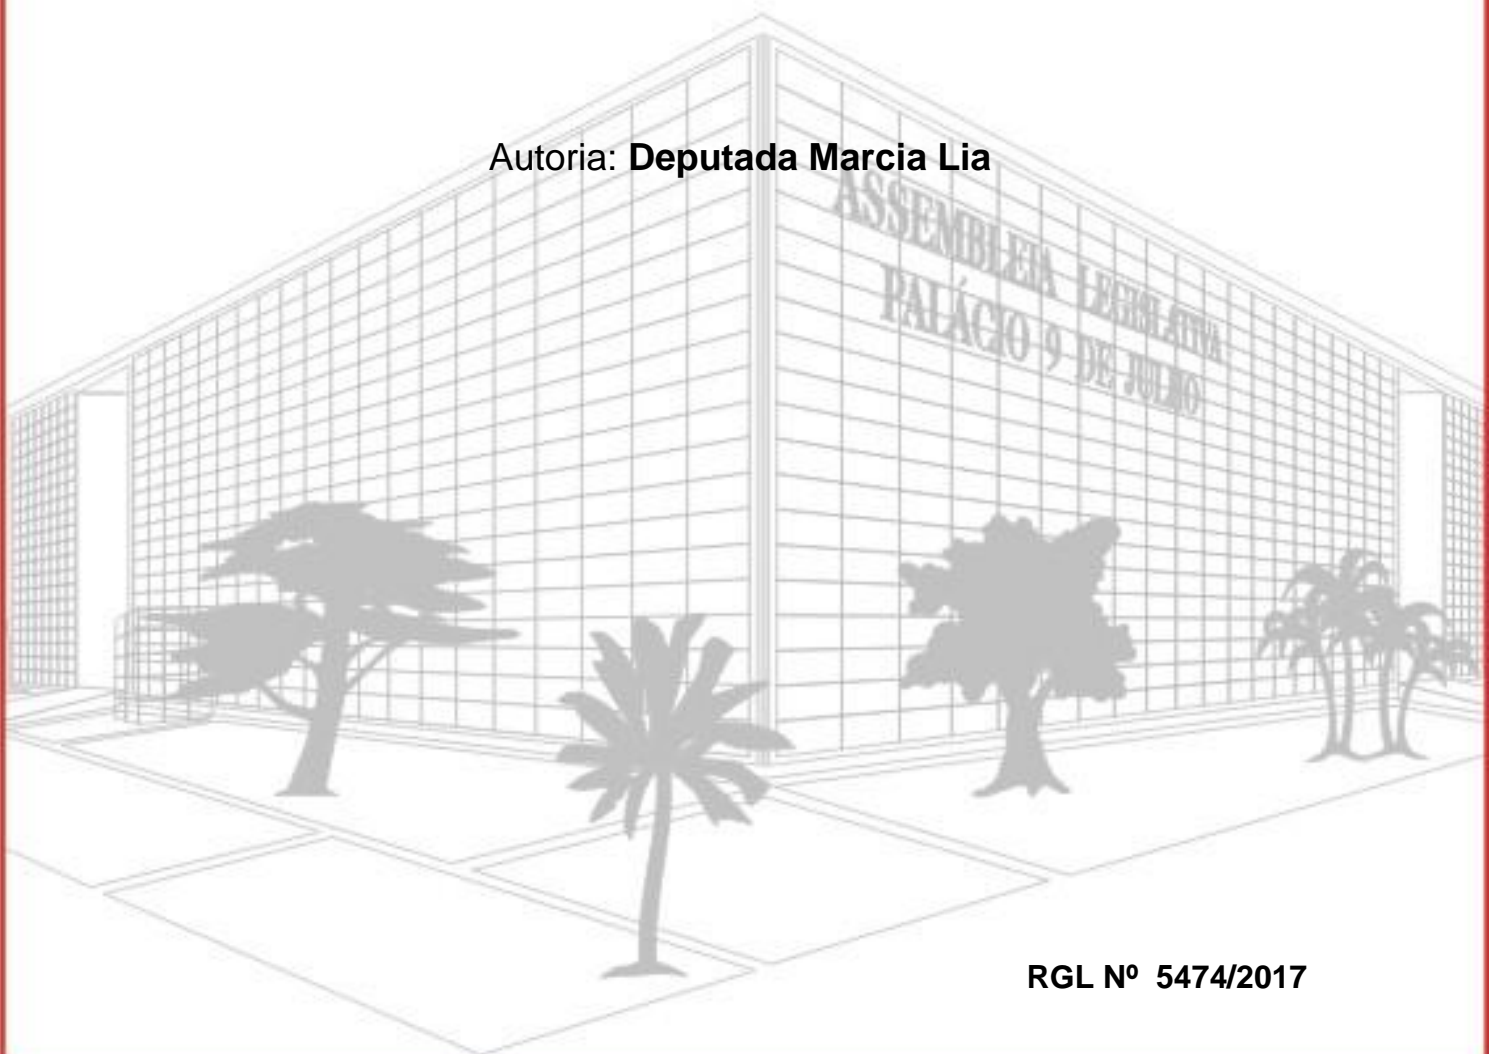 Autoria: Deputada Marcia Lia
ASSEMBLEIA LEGISLATIVA
PALÁCIO 9 DE JULHO
RGL Nº 5474/2017